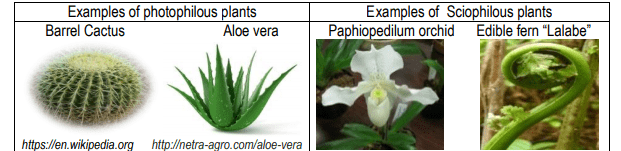 Examples of photophilous plants
Examples of  Sciophilous plants
Barrel Cactus
Aloe vera
Paphiopedilum orchid
Edible fern “Lalabe”
https://en.wikipedia.org
http://netra-agro.com/aloe-vera